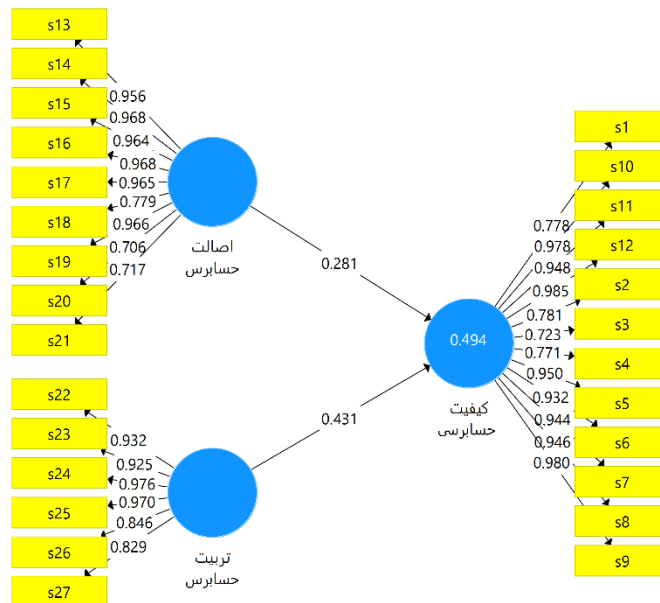 s13
s14
s15
s16
s17
s18
s19
s20
s21
0.956
0.968
0.964
0.968
0.965
0.779
0.966
0.706
0.717
اصالت
حسابرس
0.281
s22
s23
s24
s25
s26
s27
0.932
0.925
0.976
0.970
0.846
0.829
تربیت
حسابرس
0.431
0.494
کیفیت
حسابرسی
0.778
0.978
0.948
0.985
0.781
0.723
0.771
0.950
0.932
0.944
0.946
0.980
s1
s10
s11
s12
s2
s3
s4
s5
s6
s7
s8
s9